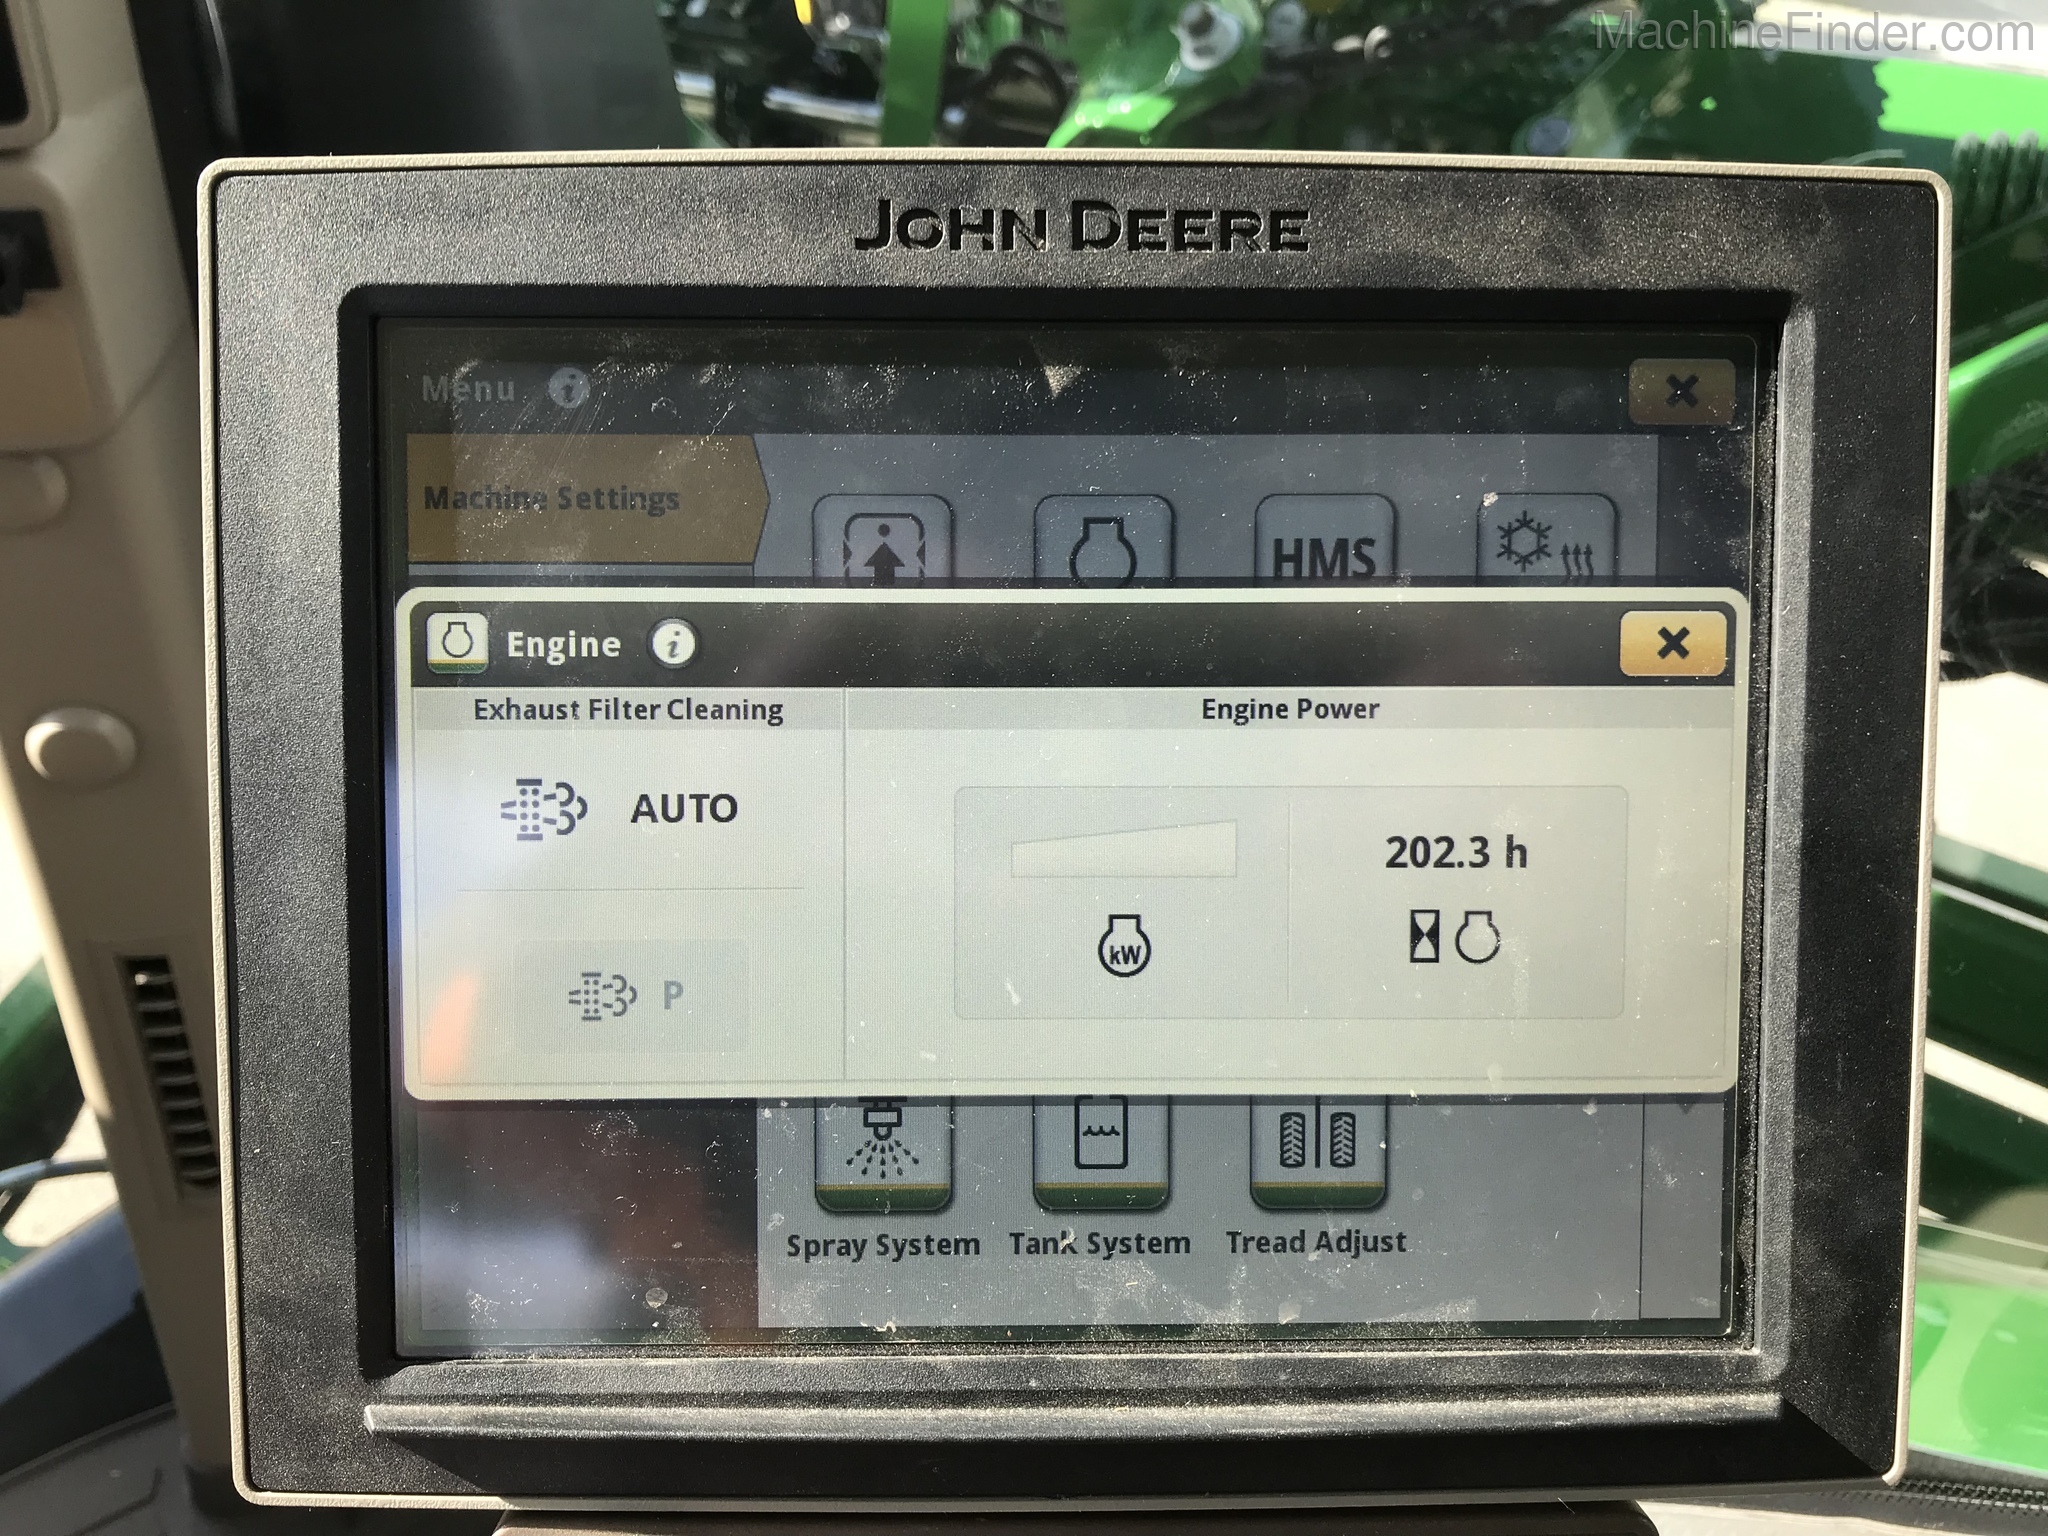 MachineFinder.com
JOHN DEERE
Menu i
Machine Settings
HMS
Engine i
Exhaust Filter Cleaning
Engine Power
AUTO
202.3 h
kW
P
Spray System
Tank System
Tread Adjust